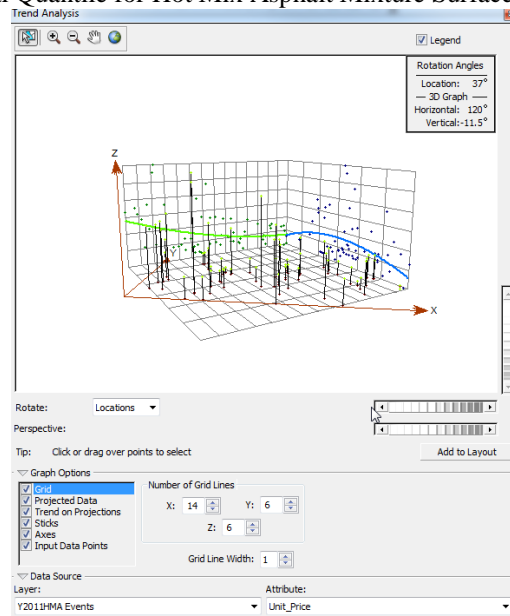 n Quantile for Hot Mix Asphalt Mixture Surface
Trend Analysis
Legend
Rotation Angles
Location: 37°
3D Graph
Horizontal: 120°
Vertical:-11.5°
Z
Y
X
Rotate: Locations
Perspective:
Tip: Click or drag over points to select
Add to Layout
Graph Options
Grid
Projected Data
Trend on Projections
Sticks
Axes
Input Data Points
Number of Grid Lines
X: 14 Y: 6
Z: 6
Grid Line Width: 1
Data Source
Layer: Attribute:
Y2011HMA Events Unit_Price